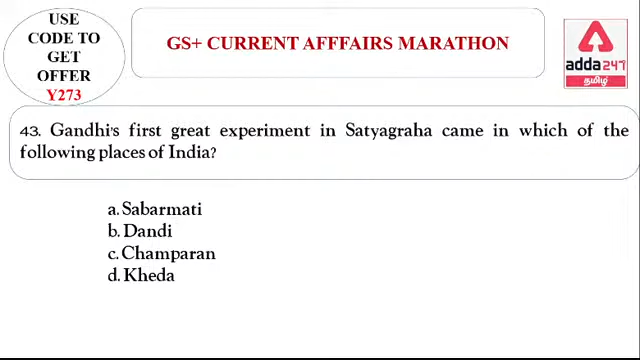 USE
CODE TO
GET
OFFER
Y273
GS+ CURRENT AFFFAIRS MARATHON
adda247
தமிழ்
43. Gandhi's first great experiment in Satyagraha came in which of the
following places of India?
a. Sabarmati
b. Dandi
c. Champaran
d. Kheda